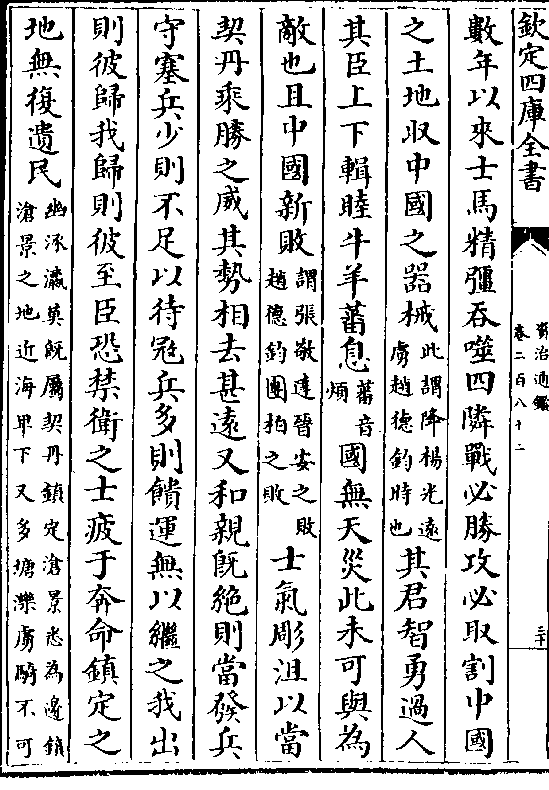 欽定四庫全書
資治通鑑
卷二百八十二
三十
數年以來士馬精彊吞噬四隣戰必勝攻必取割中國
之土地收中國之器械此謂降楊光遠虜趙德鈞時也其君智勇過人
其臣上下輯睦牛羊蕃息蕃音煩國無天災此未可與為
敵也且中國新敗謂張敬達晉安之敗趙德鈞團柏之敗士氣彫沮以當
契丹乘勝之威其勢相去甚遠又和親既絶則當發兵
守塞兵少則不足以待宼兵多則饋運無以繼之我出
則彼歸我歸則彼至臣恐禁衛之士疲于奔命鎮定之
地無復遺民幽涿瀛莫既屬契丹鎮定滄景悉為邊鎮滄景之地近海卑下又多塘濼虜騎不可